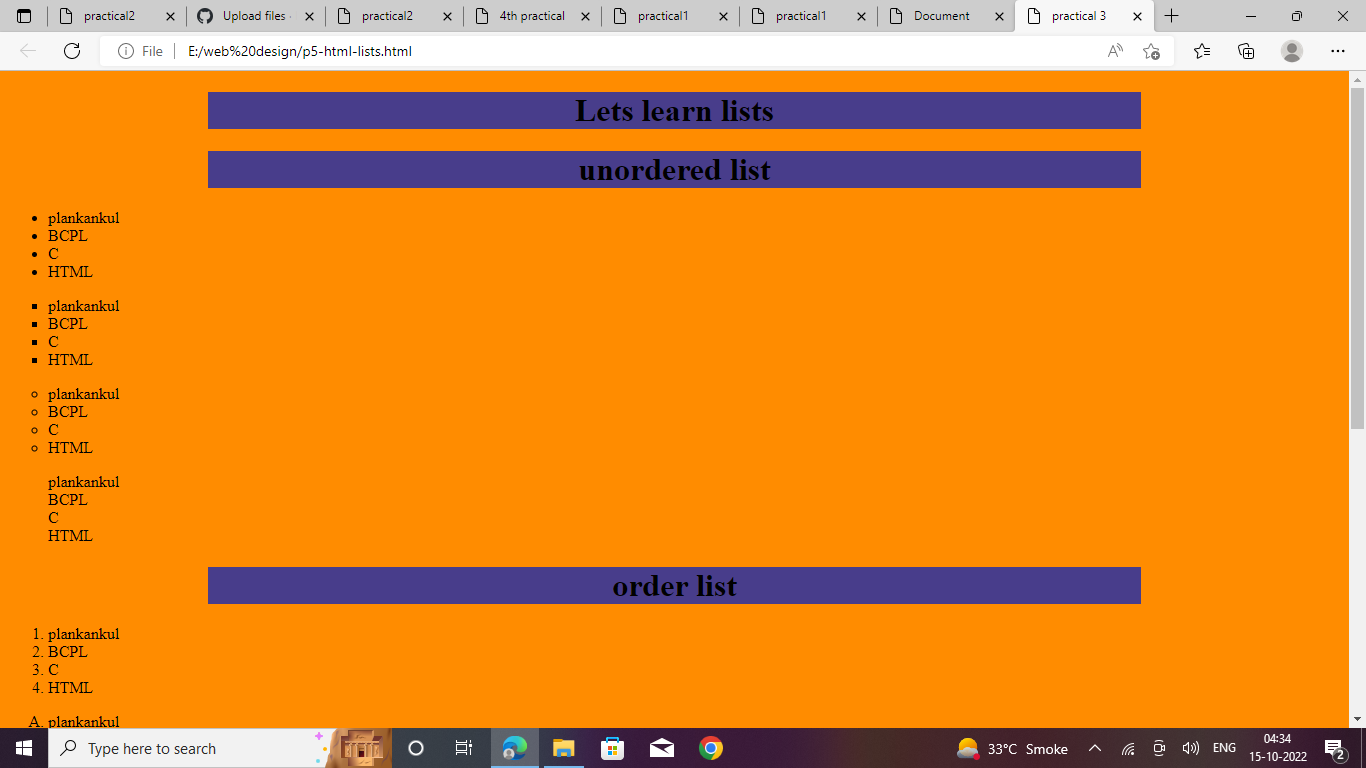 practical2
Upload files
practical2
4th practical
practical1
practical1
Document
practical 3
File
E:/web%20design/p5-html-lists.html
Lets learn lists
unordered list
• plankankul
• BCPL
• C
• HTML
▪ plankankul
▪ BCPL
▪ C
▪ HTML
○ plankankul
○ BCPL
○ C
○ HTML
plankankul
BCPL
C
HTML
order list
1. plankankul
2. BCPL
3. C
4. HTML
A. plankankul
Type here to search
33°C Smoke
ENG
04:34
15-10-2022
2